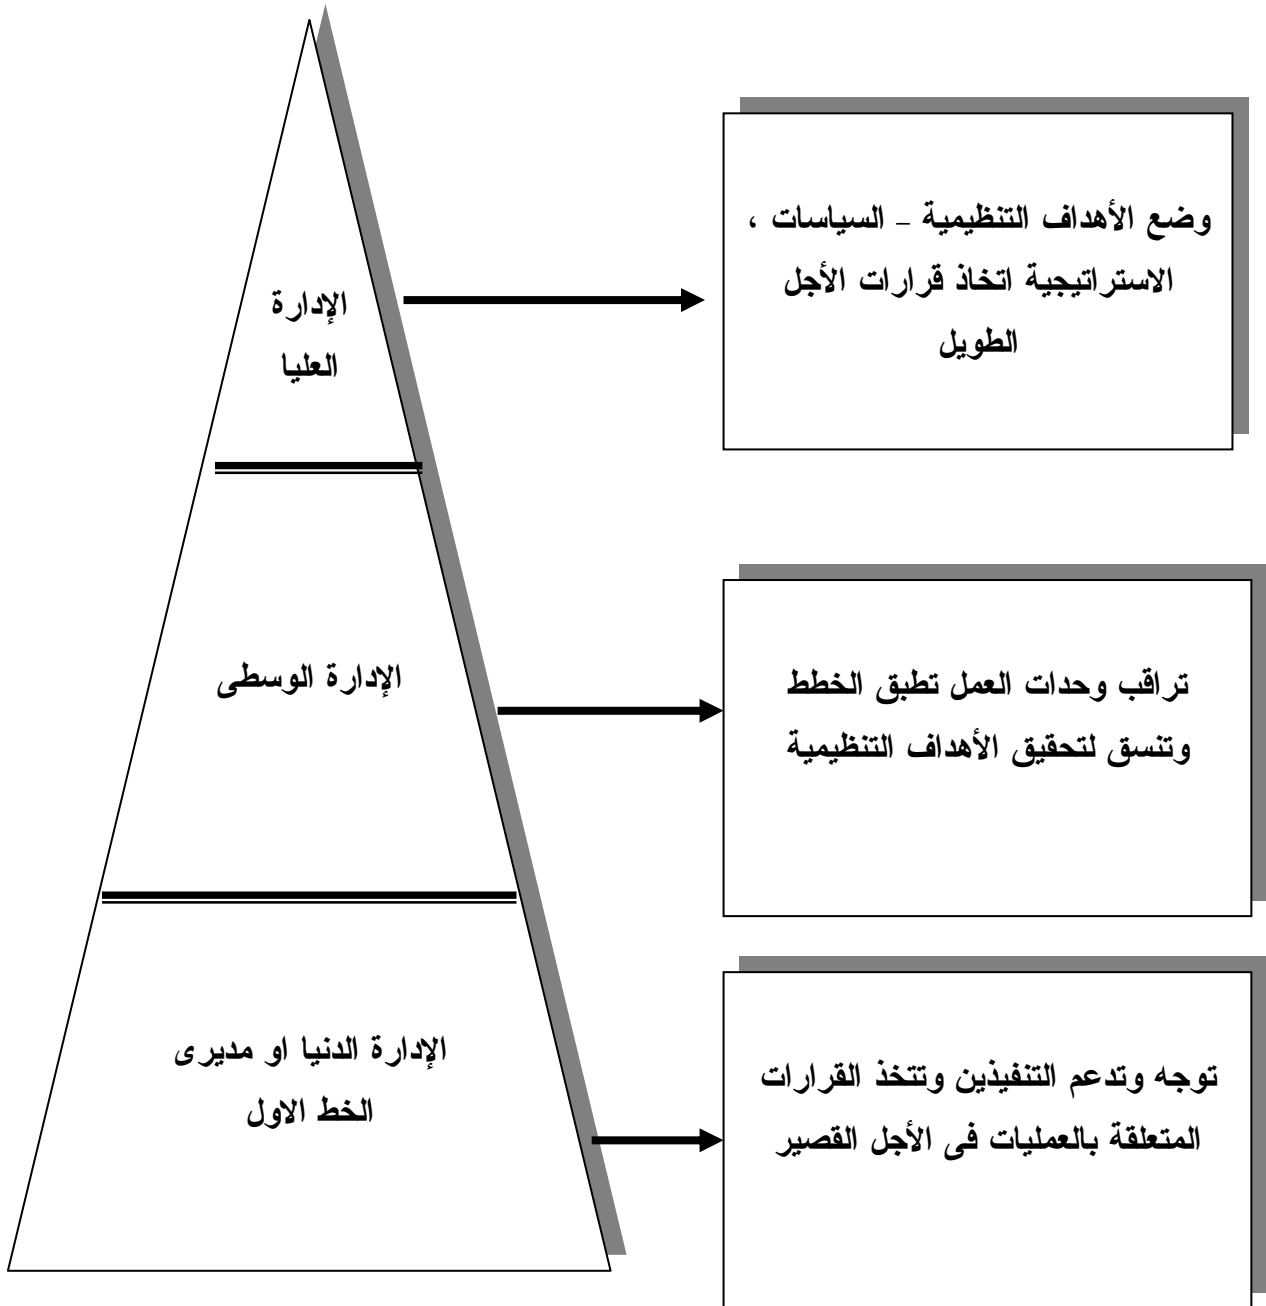 وضع الأهداف التنظيمية – السياسات ،
الاستراتيجية اتخاذ قرارات الأجل
الطويل
الإدارة
العليا
تراقب وحدات العمل تطبق الخطط
وتنسق لتحقيق الأهداف التنظيمية
الإدارة الوسطى
توجه وتدعم التنفيذين وتتخذ القرارات
المتعلقة بالعمليات فى الأجل القصير
الإدارة الدنيا او مديرى
الخط الاول